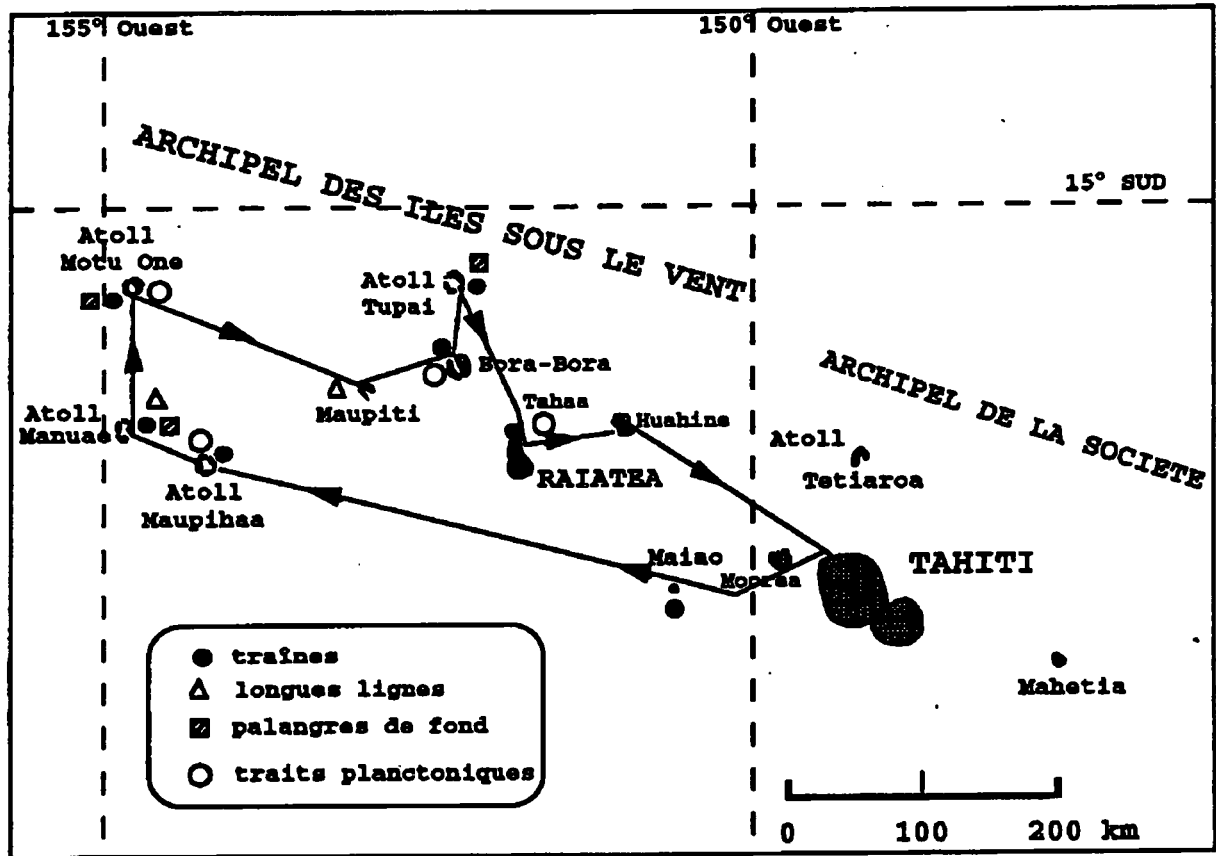 155° Ouest
150° Ouest
ARCHIPEL DES ILES SOUS LE VENT
15° SUD
Atoll
Motu One
Atoll
Tupai
Bora-Bora
Maupiti
Tahaa
Huahine
ARCHIPEL DE LA SOCIETE
Atoll
Manuae
Atoll
Tetiaroa
RAIATEA
Atoll
Maupihaa
Maiao
Mooraa
TAHITI
Mahetia
traînes
longues lignes
palangres de fond
traits planctoniques
0 100 200 km